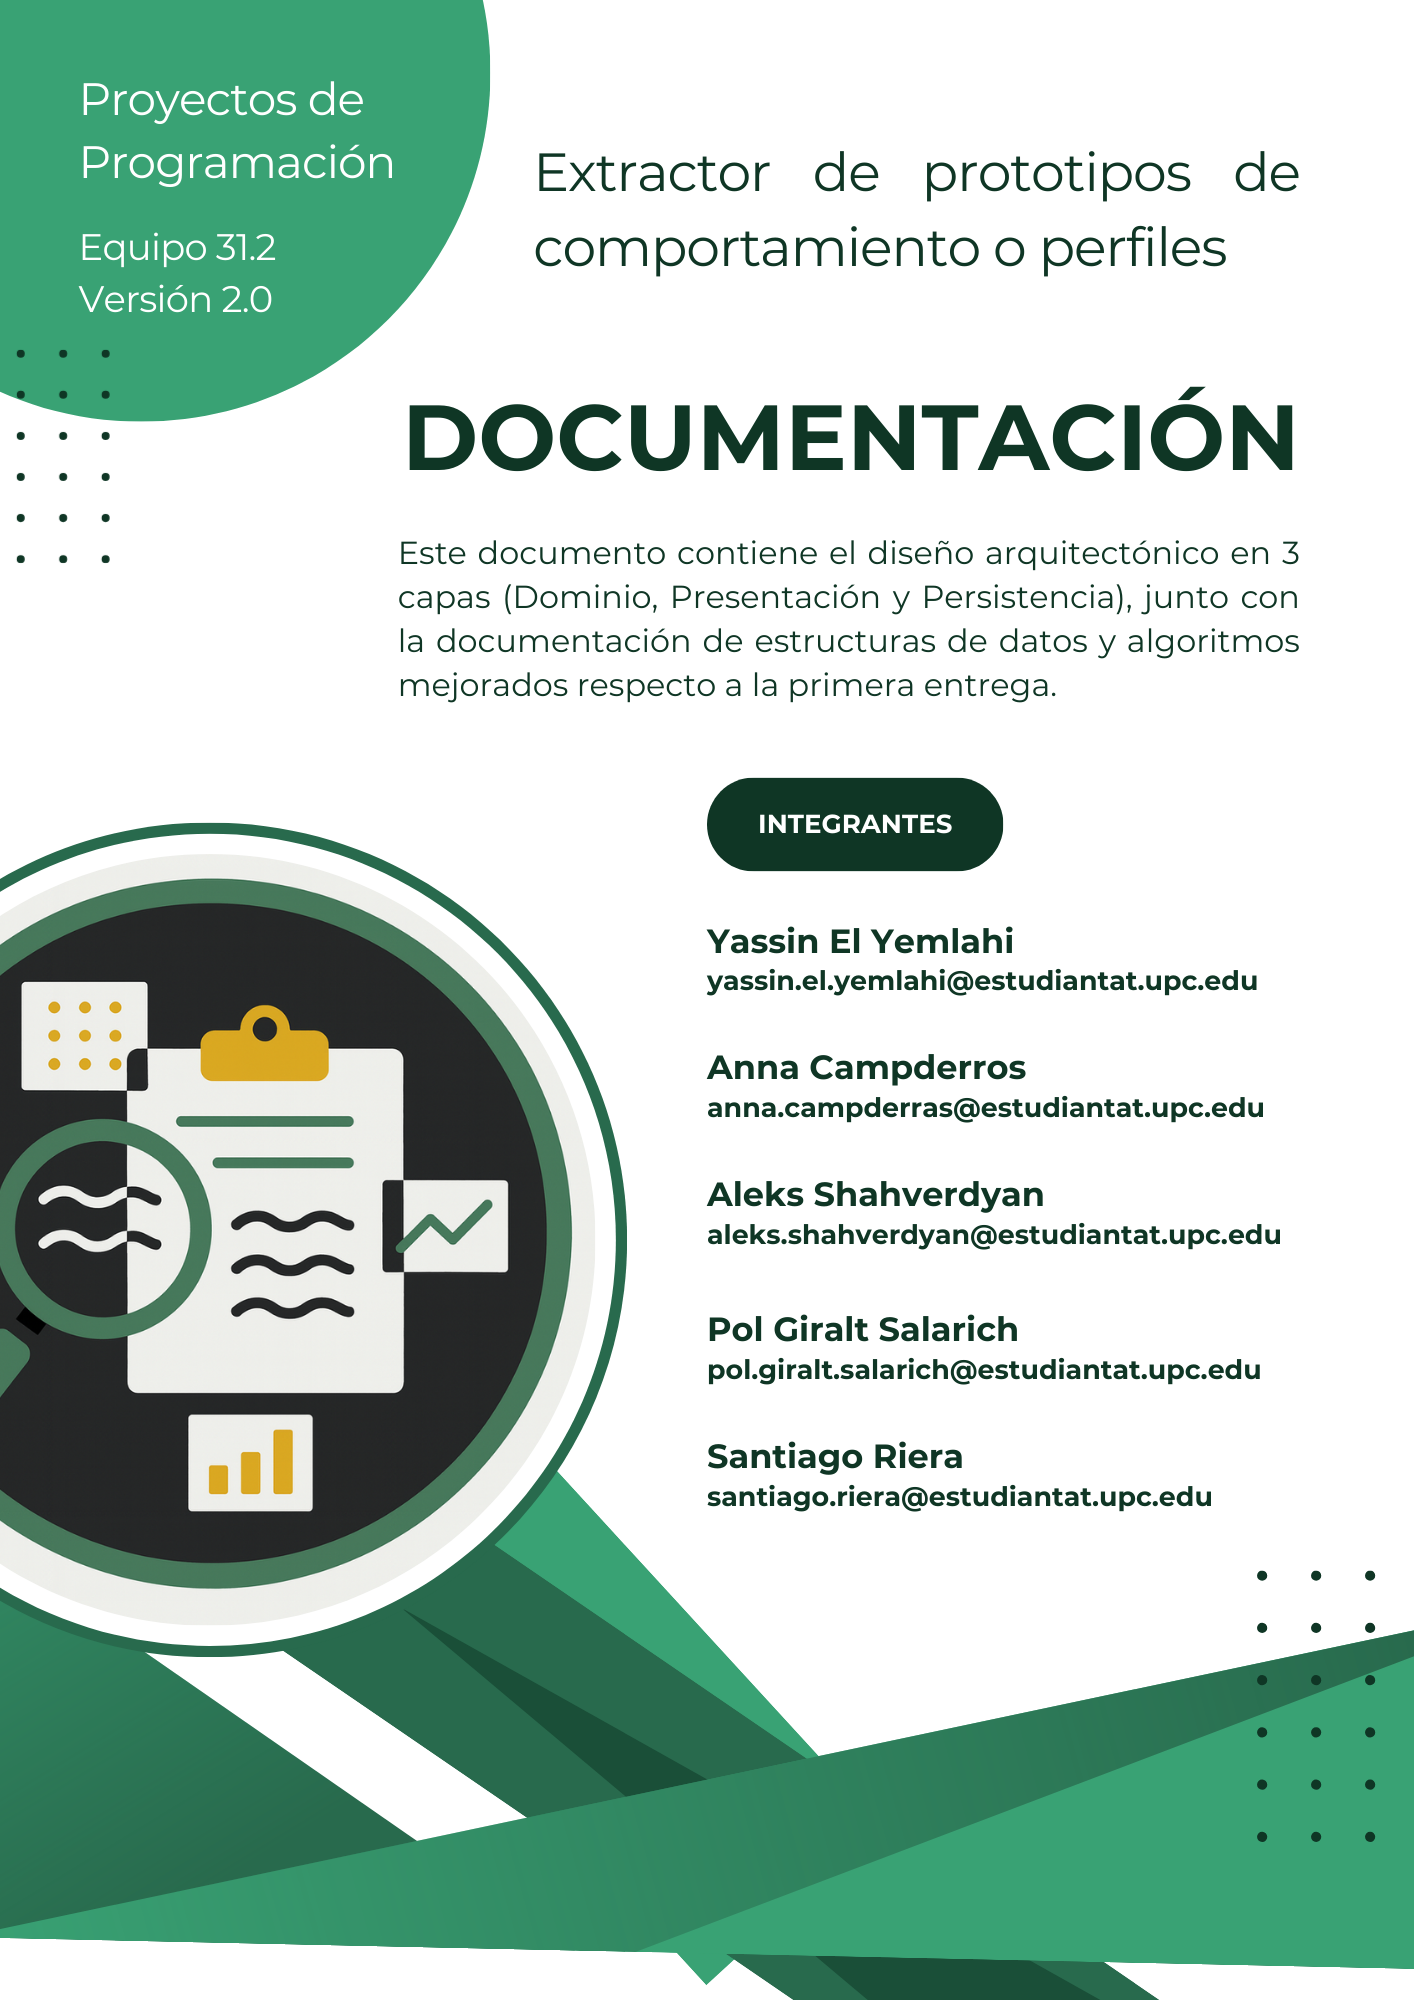 Proyectos de
Programación
Equipo 31.2
Versión 2.0
Extractor de prototipos de
comportamiento o perfiles
DOCUMENTACIÓN
Este documento contiene el diseño arquitectónico en 3
capas (Dominio, Presentación y Persistencia), junto con
la documentación de estructuras de datos y algoritmos
mejorados respecto a la primera entrega.
INTEGRANTES
Yassin El Yemlahi
yassin.el.yemlahi@estudiantat.upc.edu
Anna Campderros
anna.campderras@estudiantat.upc.edu
Aleks Shahverdyan
aleks.shahverdyan@estudiantat.upc.edu
Pol Giralt Salarich
pol.giralt.salarich@estudiantat.upc.edu
Santiago Riera
santiago.riera@estudiantat.upc.edu